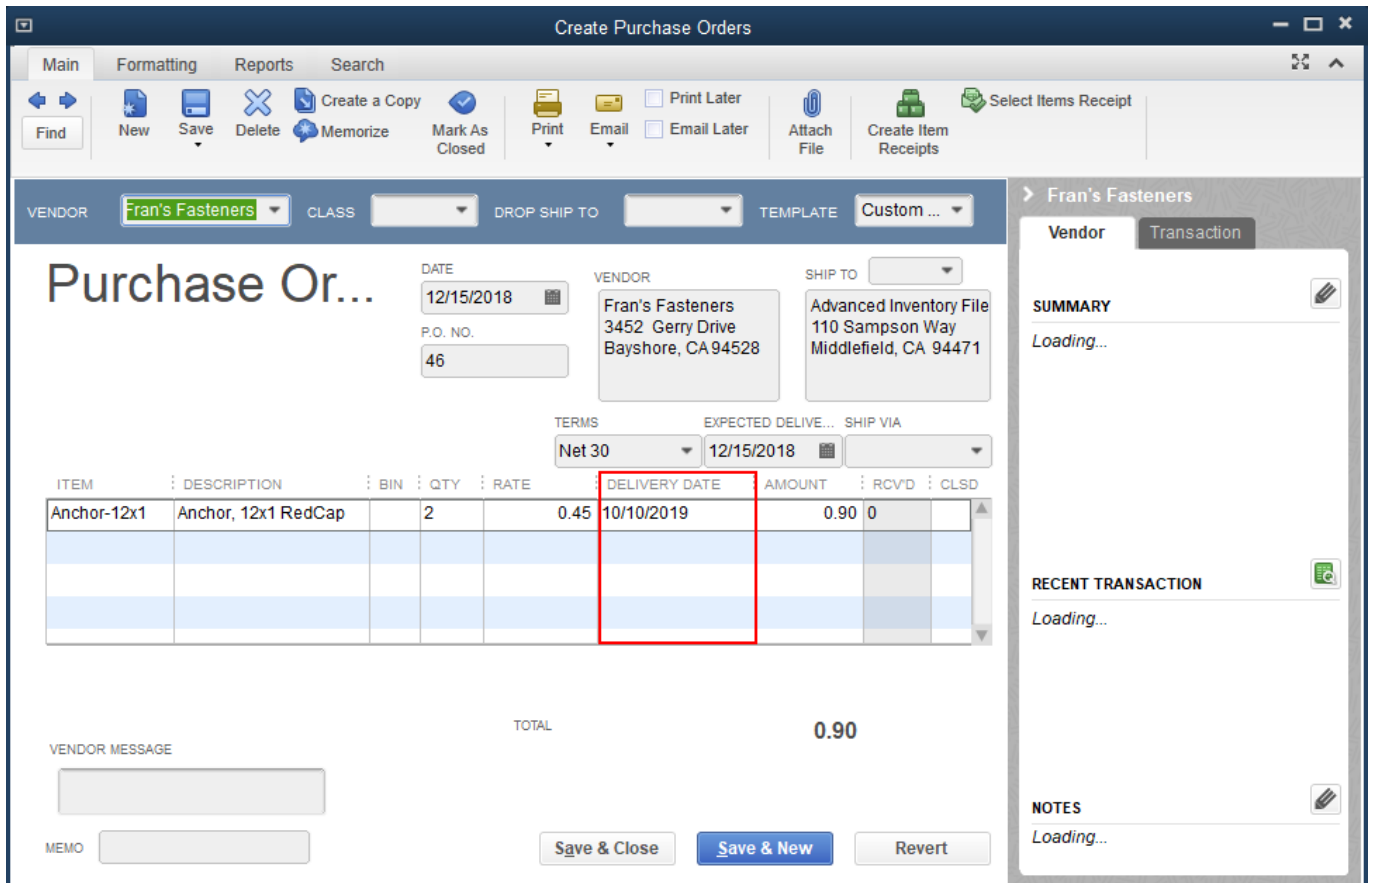 Create Purchase Orders
Main Formatting Reports Search
Find New Save Delete Create a Copy Memorize Mark As Closed Print Email Print Later Email Later Attach File Create Item Receipts Select Items Receipt
VENDOR Fran's Fasteners CLASS DROP SHIP TO TEMPLATE Custom ...
Purchase Or...
DATE
12/15/2018
P.O. NO.
46
VENDOR
Fran's Fasteners
3452 Gerry Drive
Bayshore, CA 94528
SHIP TO
Advanced Inventory File
110 Sampson Way
Middlefield, CA 94471
TERMS EXPECTED DELIVE... SHIP VIA
Net 30 12/15/2018
ITEM DESCRIPTION BIN QTY RATE DELIVERY DATE AMOUNT RCV'D CLSD
Anchor-12x1 Anchor, 12x1 RedCap 2 0.45 10/10/2019 0.90 0
TOTAL 0.90
VENDOR MESSAGE
MEMO
Save & Close Save & New Revert
Fran's Fasteners
Vendor Transaction
SUMMARY
Loading...
RECENT TRANSACTION
Loading...
NOTES
Loading...